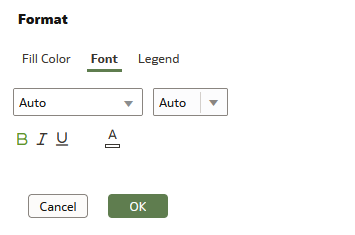 Format
Fill Color Font Legend
Auto Auto
B I U A
Cancel OK